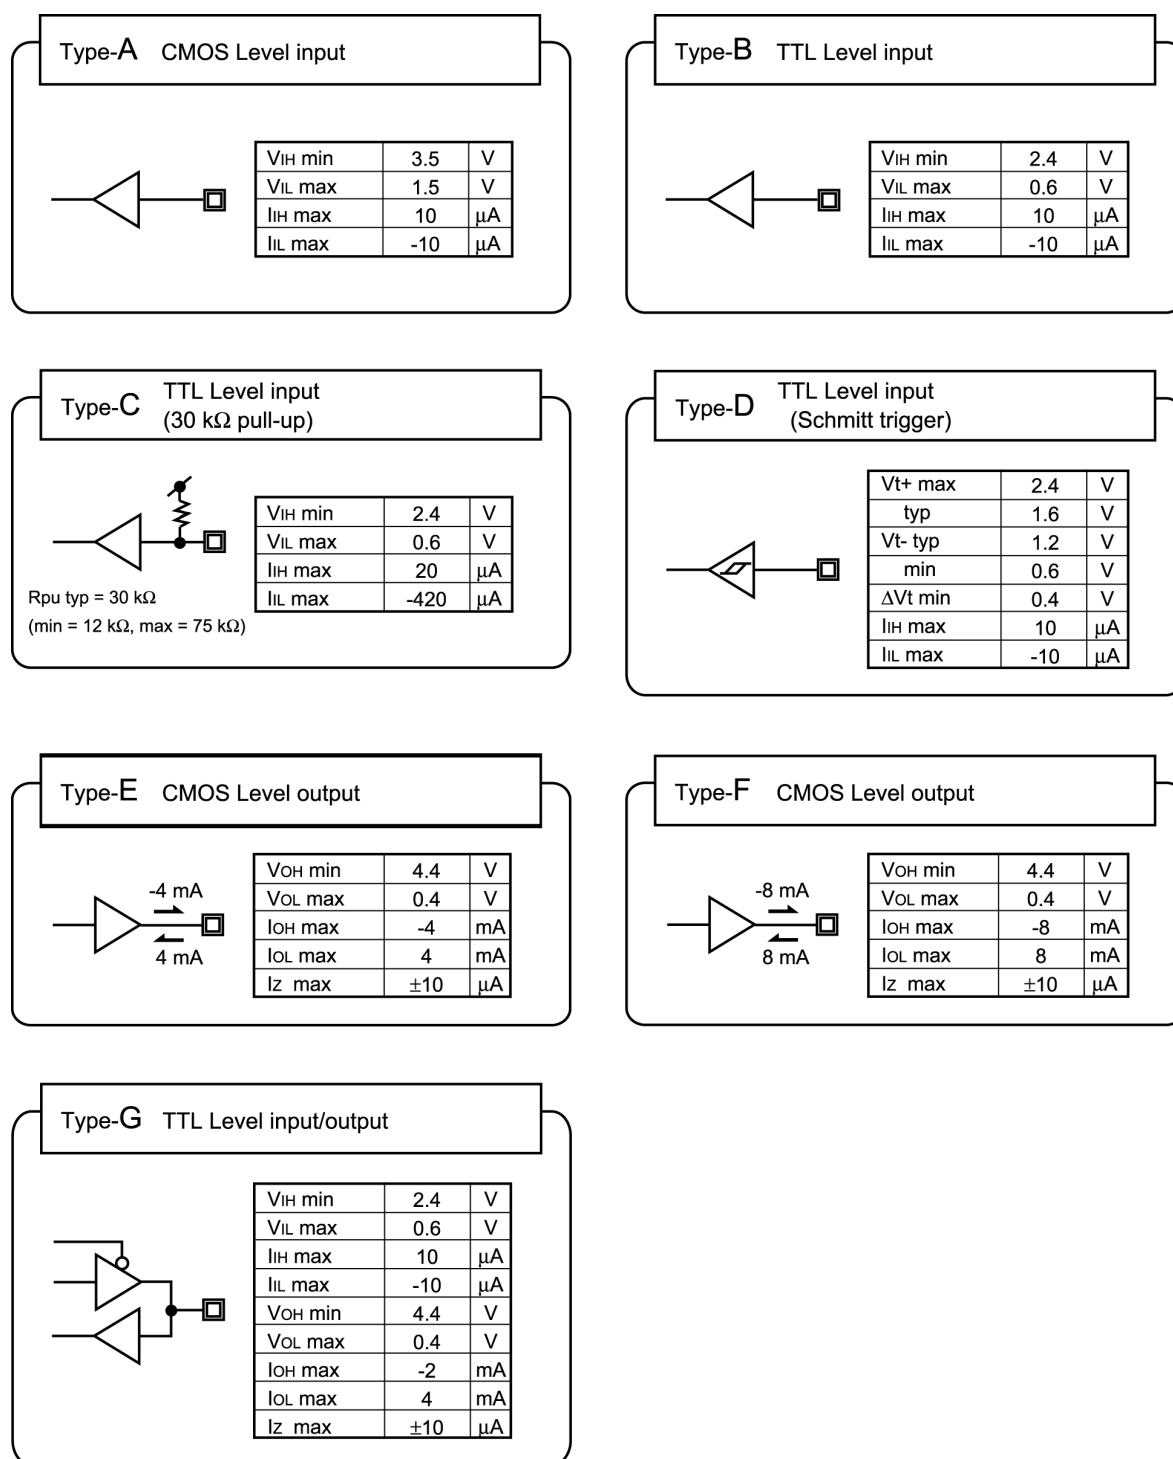 Type-A CMOS Level input
VIH min 3.5 V
VIL max 1.5 V
IIH max 10 μA
IIL max -10 μA
Type-B TTL Level input
VIH min 2.4 V
VIL max 0.6 V
IIH max 10 μA
IIL max -10 μA
Type-C TTL Level input
(30 kΩ pull-up)
VIH min 2.4 V
VIL max 0.6 V
IIH max 20 μA
IIL max -420 μA
Rpu typ = 30 kΩ
(min = 12 kΩ, max = 75 kΩ)
Type-D TTL Level input
(Schmitt trigger)
Vt+ max 2.4 V
typ 1.6 V
Vt- typ 1.2 V
min 0.6 V
ΔVt min 0.4 V
IIH max 10 μA
IIL max -10 μA
Type-E CMOS Level output
-4 mA
4 mA
VOH min 4.4 V
VOL max 0.4 V
IOH max -4 mA
IOL max 4 mA
Iz max ±10 μA
Type-F CMOS Level output
-8 mA
8 mA
VOH min 4.4 V
VOL max 0.4 V
IOH max -8 mA
IOL max 8 mA
Iz max ±10 μA
Type-G TTL Level input/output
VIH min 2.4 V
VIL max 0.6 V
IIH max 10 μA
IIL max -10 μA
VOH min 4.4 V
VOL max 0.4 V
IOH max -2 mA
IOL max 4 mA
Iz max ±10 μA